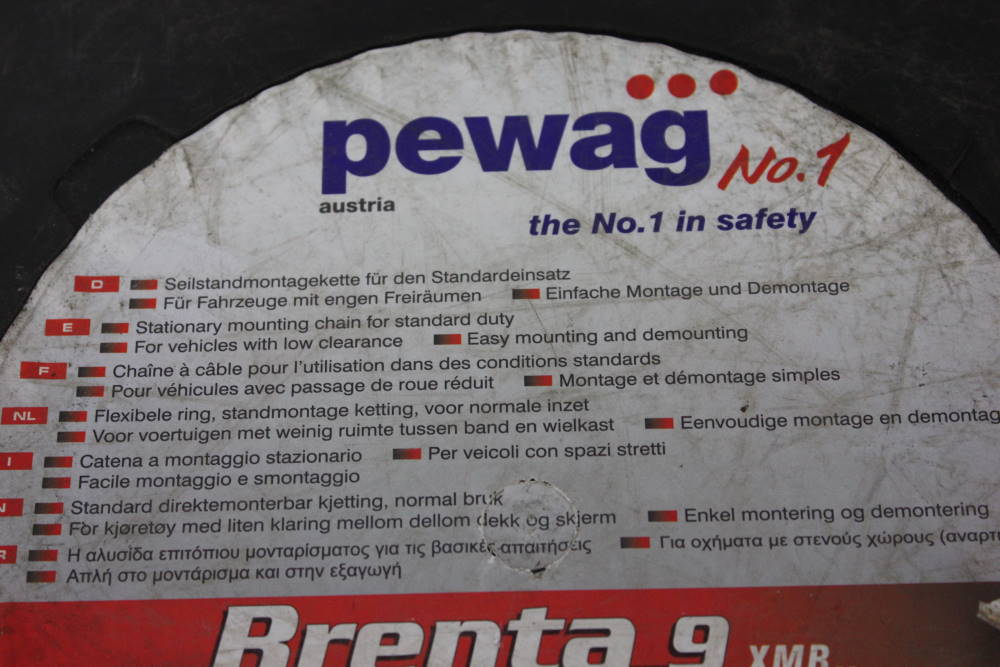 pewag
No.1
austria
the No.1 in safety
D Seilstandmontagekette für den Standardeinsatz
Für Fahrzeuge mit engen Freiräumen Einfache Montage und Demontage
E Stationary mounting chain for standard duty
For vehicles with low clearance Easy mounting and demounting
F Chaîne à câble pour l'utilisation dans des conditions standards
Pour véhicules avec passage de roue réduit Montage et démontage simples
NL Flexibele ring, standmontage ketting, voor normale inzet
Voor voertuigen met weinig ruimte tussen band en wielkast Eenvoudige montage en demontag
I Catena a montaggio stazionario Per veicoli con spazi stretti
Facile montaggio e smontaggio
N Standard direktemonterbar kjetting, normal bruk
For kjøretøy med liten klaring mellom dellom dekk og skjerm Enkel montering og demontering
R Η αλυσίδα επιτόπιου μονταρίσματος για τις βασικές απαιτήσεις Για οχήματα με στενούς χώρους (αναρτ
Απλή στο μοντάρισμα και στην εξαγωγή
Brenta 9 XMR